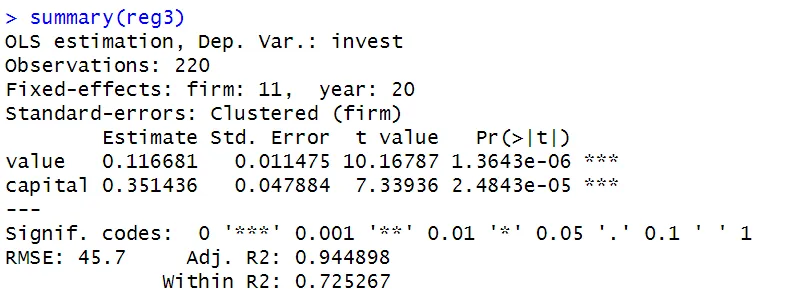 > summary(reg3)
OLS estimation, Dep. Var.: invest
Observations: 220
Fixed-effects: firm: 11,  year: 20
Standard-errors: Clustered (firm)
        Estimate Std. Error  t value   Pr(>|t|)
value   0.116681   0.011475 10.16787 1.3643e-06 ***
capital 0.351436   0.047884  7.33936 2.4843e-05 ***
---
Signif. codes:  0 '***' 0.001 '**' 0.01 '*' 0.05 '.' 0.1 ' ' 1
RMSE: 45.7     Adj. R2: 0.944898
             Within R2: 0.725267